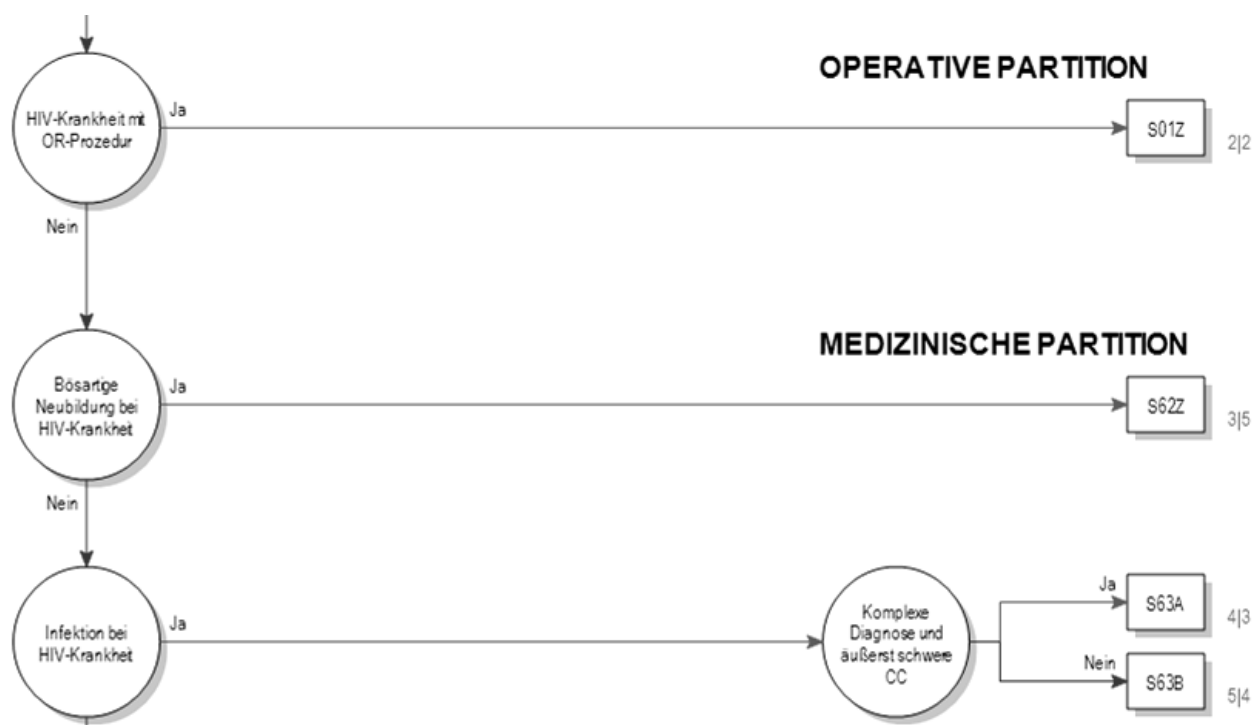 OPERATIVE PARTITION
HIV-Krankheit mit
OR-Prozedur
Ja
S01Z
2|2
Nein
MEDIZINISCHE PARTITION
Bösartige
Neubildung bei
HIV-Krankheit
Ja
S62Z
3|5
Nein
Infektion bei
HIV-Krankheit
Ja
Komplexe
Diagnose und
äußerst schwere
CC
Ja
S63A
4|3
Nein
S63B
5|4